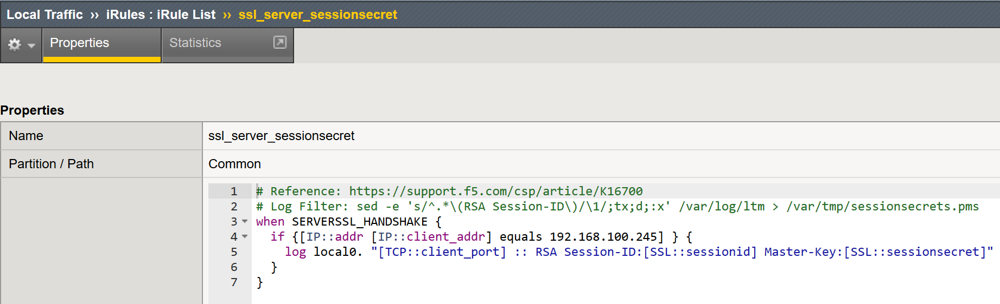 Local Traffic ›› iRules : iRule List ›› ssl_server_sessionsecret
Properties Statistics
Properties
Name ssl_server_sessionsecret
Partition / Path Common
1 # Reference: https://support.f5.com/csp/article/K16700
2 # Log Filter: sed -e 's/^.*\(RSA Session-ID\)/\1/;tx;d;:x' /var/log/ltm > /var/tmp/sessionsecrets.pms
3 when SERVERSSL_HANDSHAKE {
4 if {[IP::addr [IP::client_addr] equals 192.168.100.245] } {
5 log local0. "[TCP::client_port] :: RSA Session-ID:[SSL::sessionid] Master-Key:[SSL::sessionsecret]"
6 }
7 }